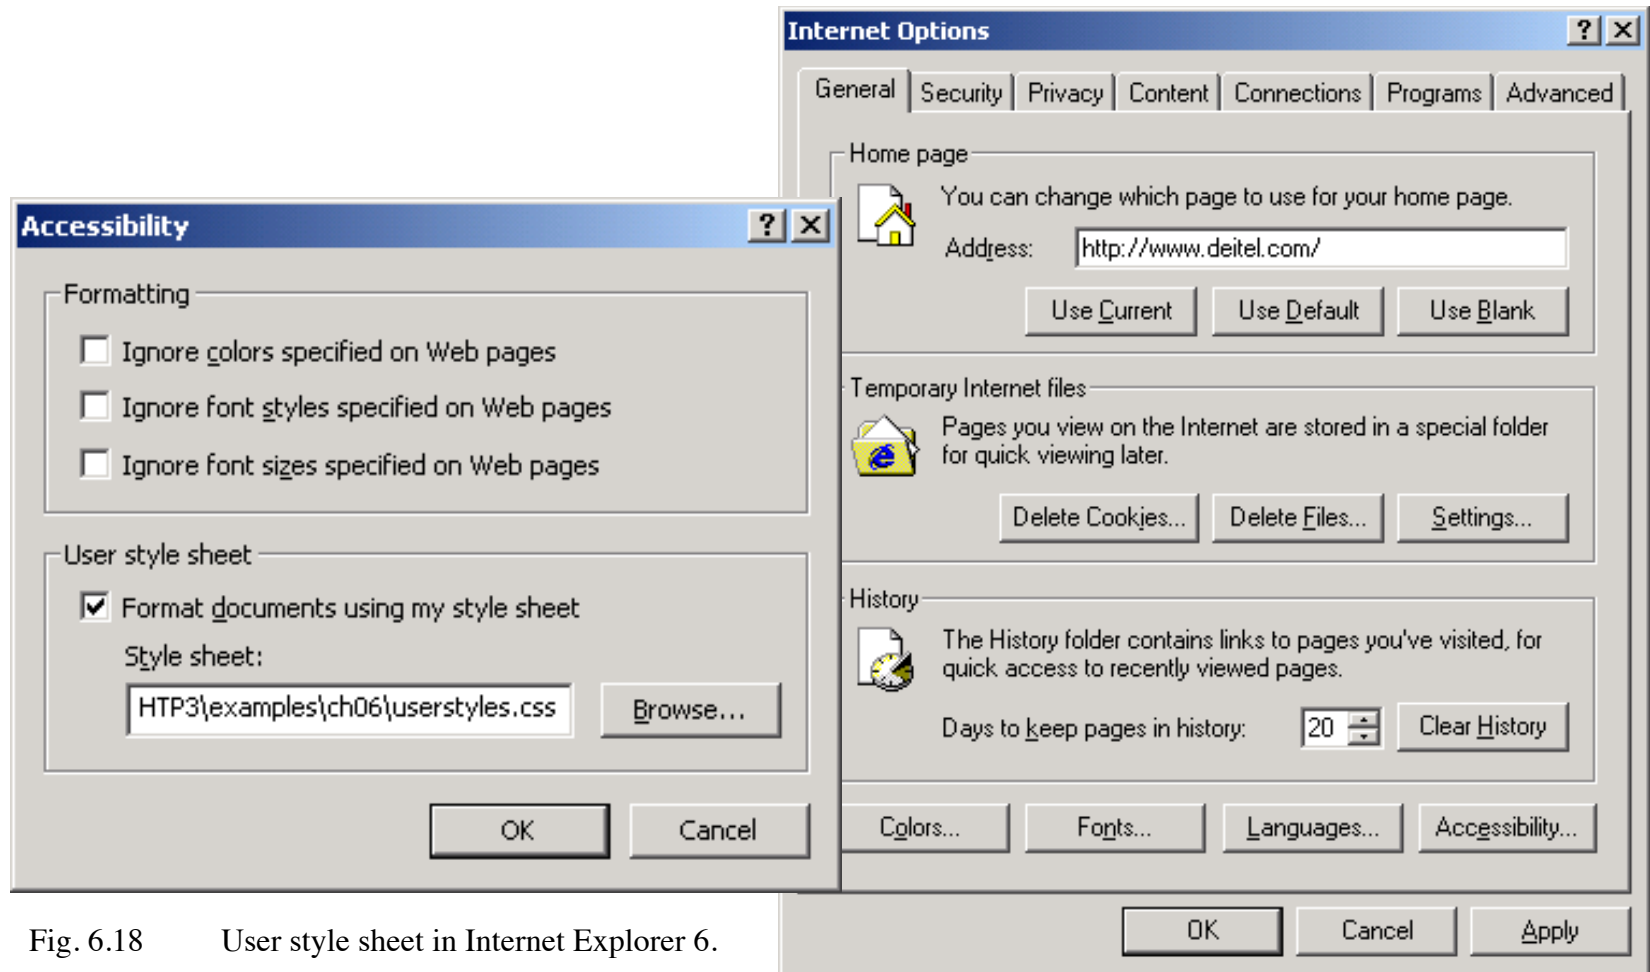 Internet Options
General Security Privacy Content Connections Programs Advanced
Home page
You can change which page to use for your home page.
Address: http://www.deitel.com/
Use Current Use Default Use Blank
Temporary Internet files
Pages you view on the Internet are stored in a special folder
for quick viewing later.
Delete Cookies... Delete Files... Settings...
History
The History folder contains links to pages you've visited, for
quick access to recently viewed pages.
Days to keep pages in history: 20 Clear History
Colors... Fonts... Languages... Accessibility...
OK Cancel Apply
Accessibility
Formatting
Ignore colors specified on Web pages
Ignore font styles specified on Web pages
Ignore font sizes specified on Web pages
User style sheet
Format documents using my style sheet
Style sheet:
HTP3\examples\ch06\userstyles.css Browse...
OK Cancel
Fig. 6.18 User style sheet in Internet Explorer 6.